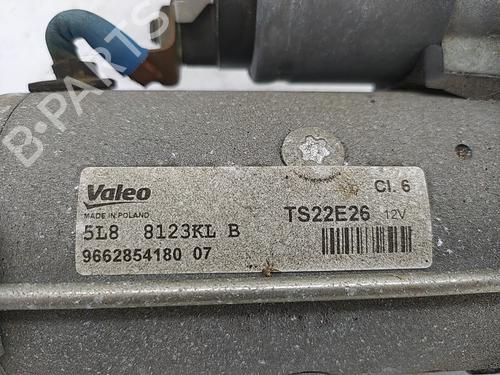 B-PARTS
Valeo
MADE IN POLAND
Cl. 6
TS22E26 12V
5L8 8123KL B
9662854180 07